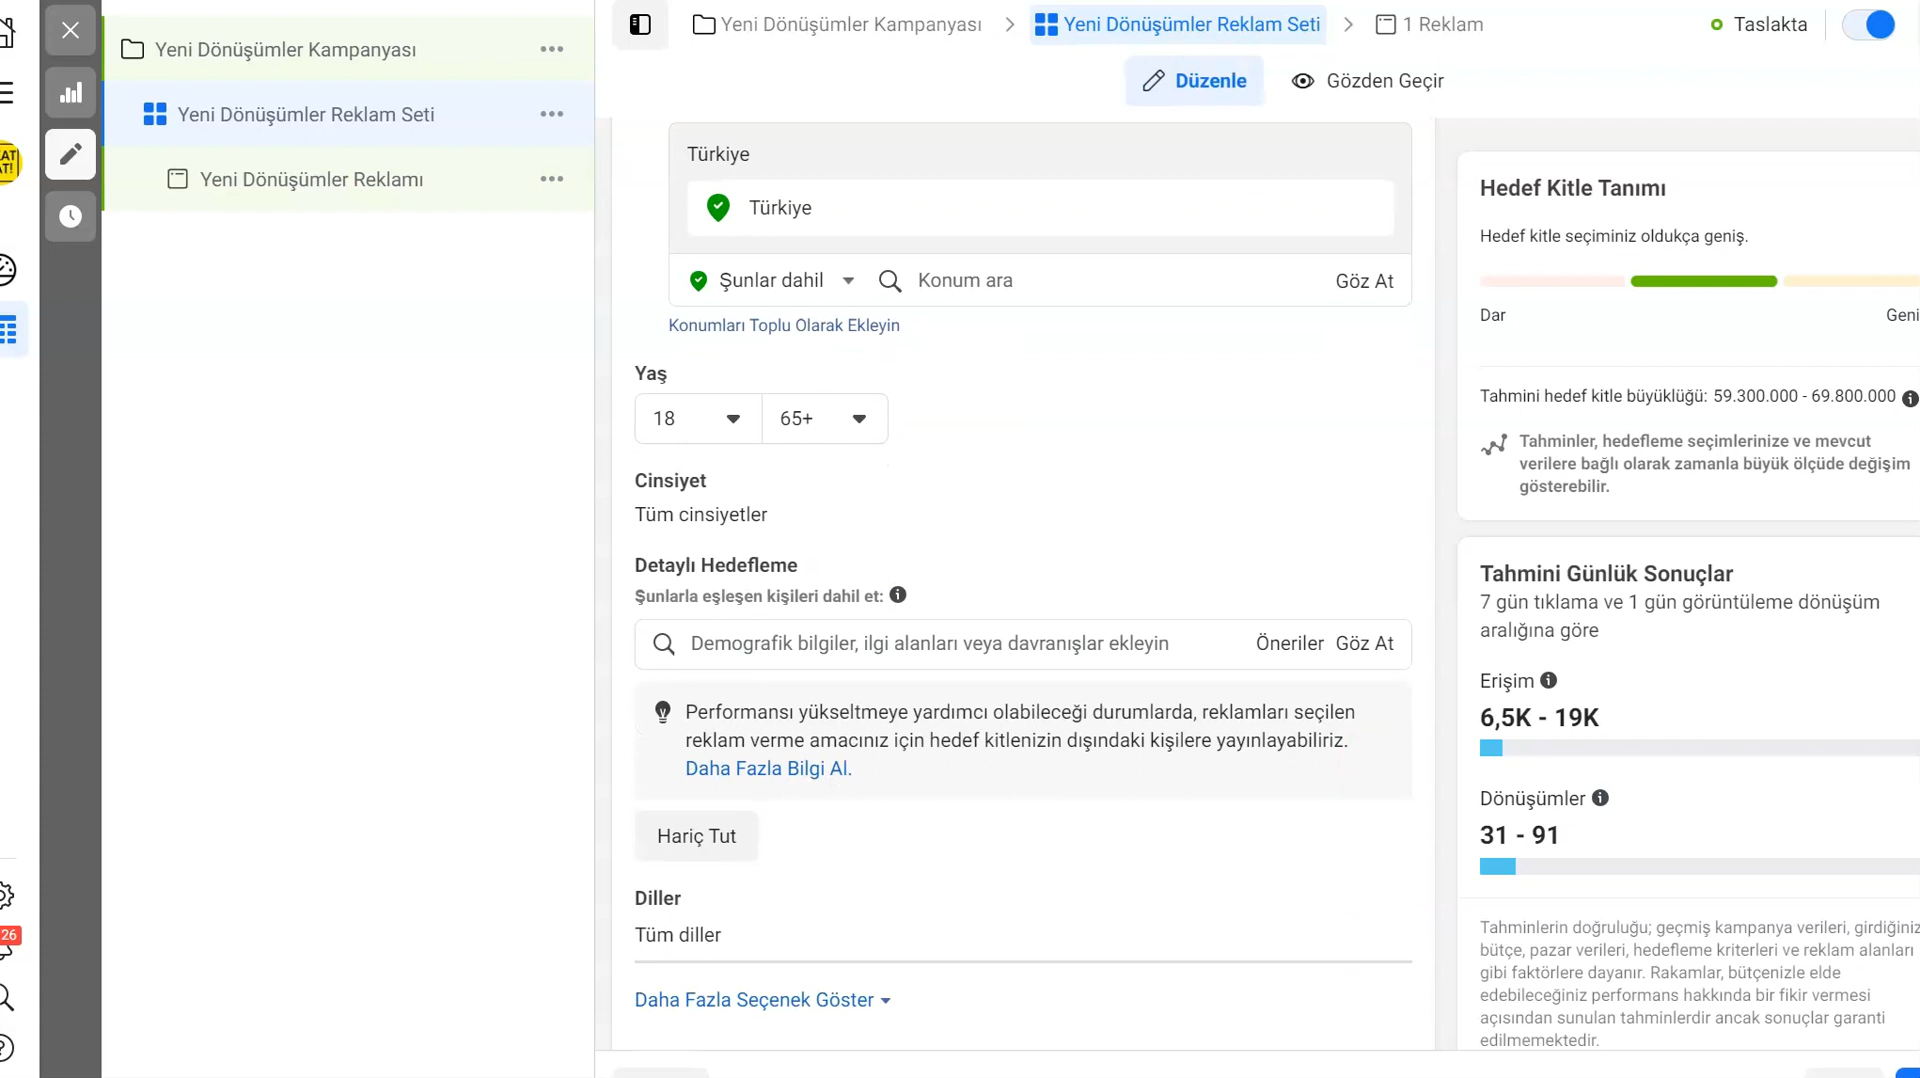 Yeni Dönüşümler Kampanyası
Yeni Dönüşümler Reklam Seti
Yeni Dönüşümler Reklamı
26
Yeni Dönüşümler Kampanyası
Yeni Dönüşümler Reklam Seti
1 Reklam
Taslakta
Düzenle
Gözden Geçir
Türkiye
Türkiye
Şunlar dahil
Konum ara
Göz At
Konumları Toplu Olarak Ekleyin
Yaş
18
65+
Cinsiyet
Tüm cinsiyetler
Detaylı Hedefleme
Şunlarla eşleşen kişileri dahil et:
Demografik bilgiler, ilgi alanları veya davranışlar ekleyin
Öneriler
Göz At
Performansı yükseltmeye yardımcı olabileceği durumlarda, reklamları seçilen
reklam verme amacınız için hedef kitlenizin dışındaki kişilere yayınlayabiliriz.
Daha Fazla Bilgi Al.
Hariç Tut
Diller
Tüm diller
Daha Fazla Seçenek Göster
Hedef Kitle Tanımı
Hedef kitle seçiminiz oldukça geniş.
Dar
Geni
Tahmini hedef kitle büyüklüğü: 59.300.000 - 69.800.000
Tahminler, hedefleme seçimlerinize ve mevcut
verilere bağlı olarak zamanla büyük ölçüde değişim
gösterebilir.
Tahmini Günlük Sonuçlar
7 gün tıklama ve 1 gün görüntüleme dönüşüm
aralığına göre
Erişim
6,5K - 19K
Dönüşümler
31 - 91
Tahminlerin doğruluğu; geçmiş kampanya verileri, girdiğiniz
bütçe, pazar verileri, hedefleme kriterleri ve reklam alanları
gibi faktörlere dayanır. Rakamlar, bütçenizle elde
edebileceğiniz performans hakkında bir fikir vermesi
açısından sunulan tahminlerdir ancak sonuçlar garanti
edilmemektedir.